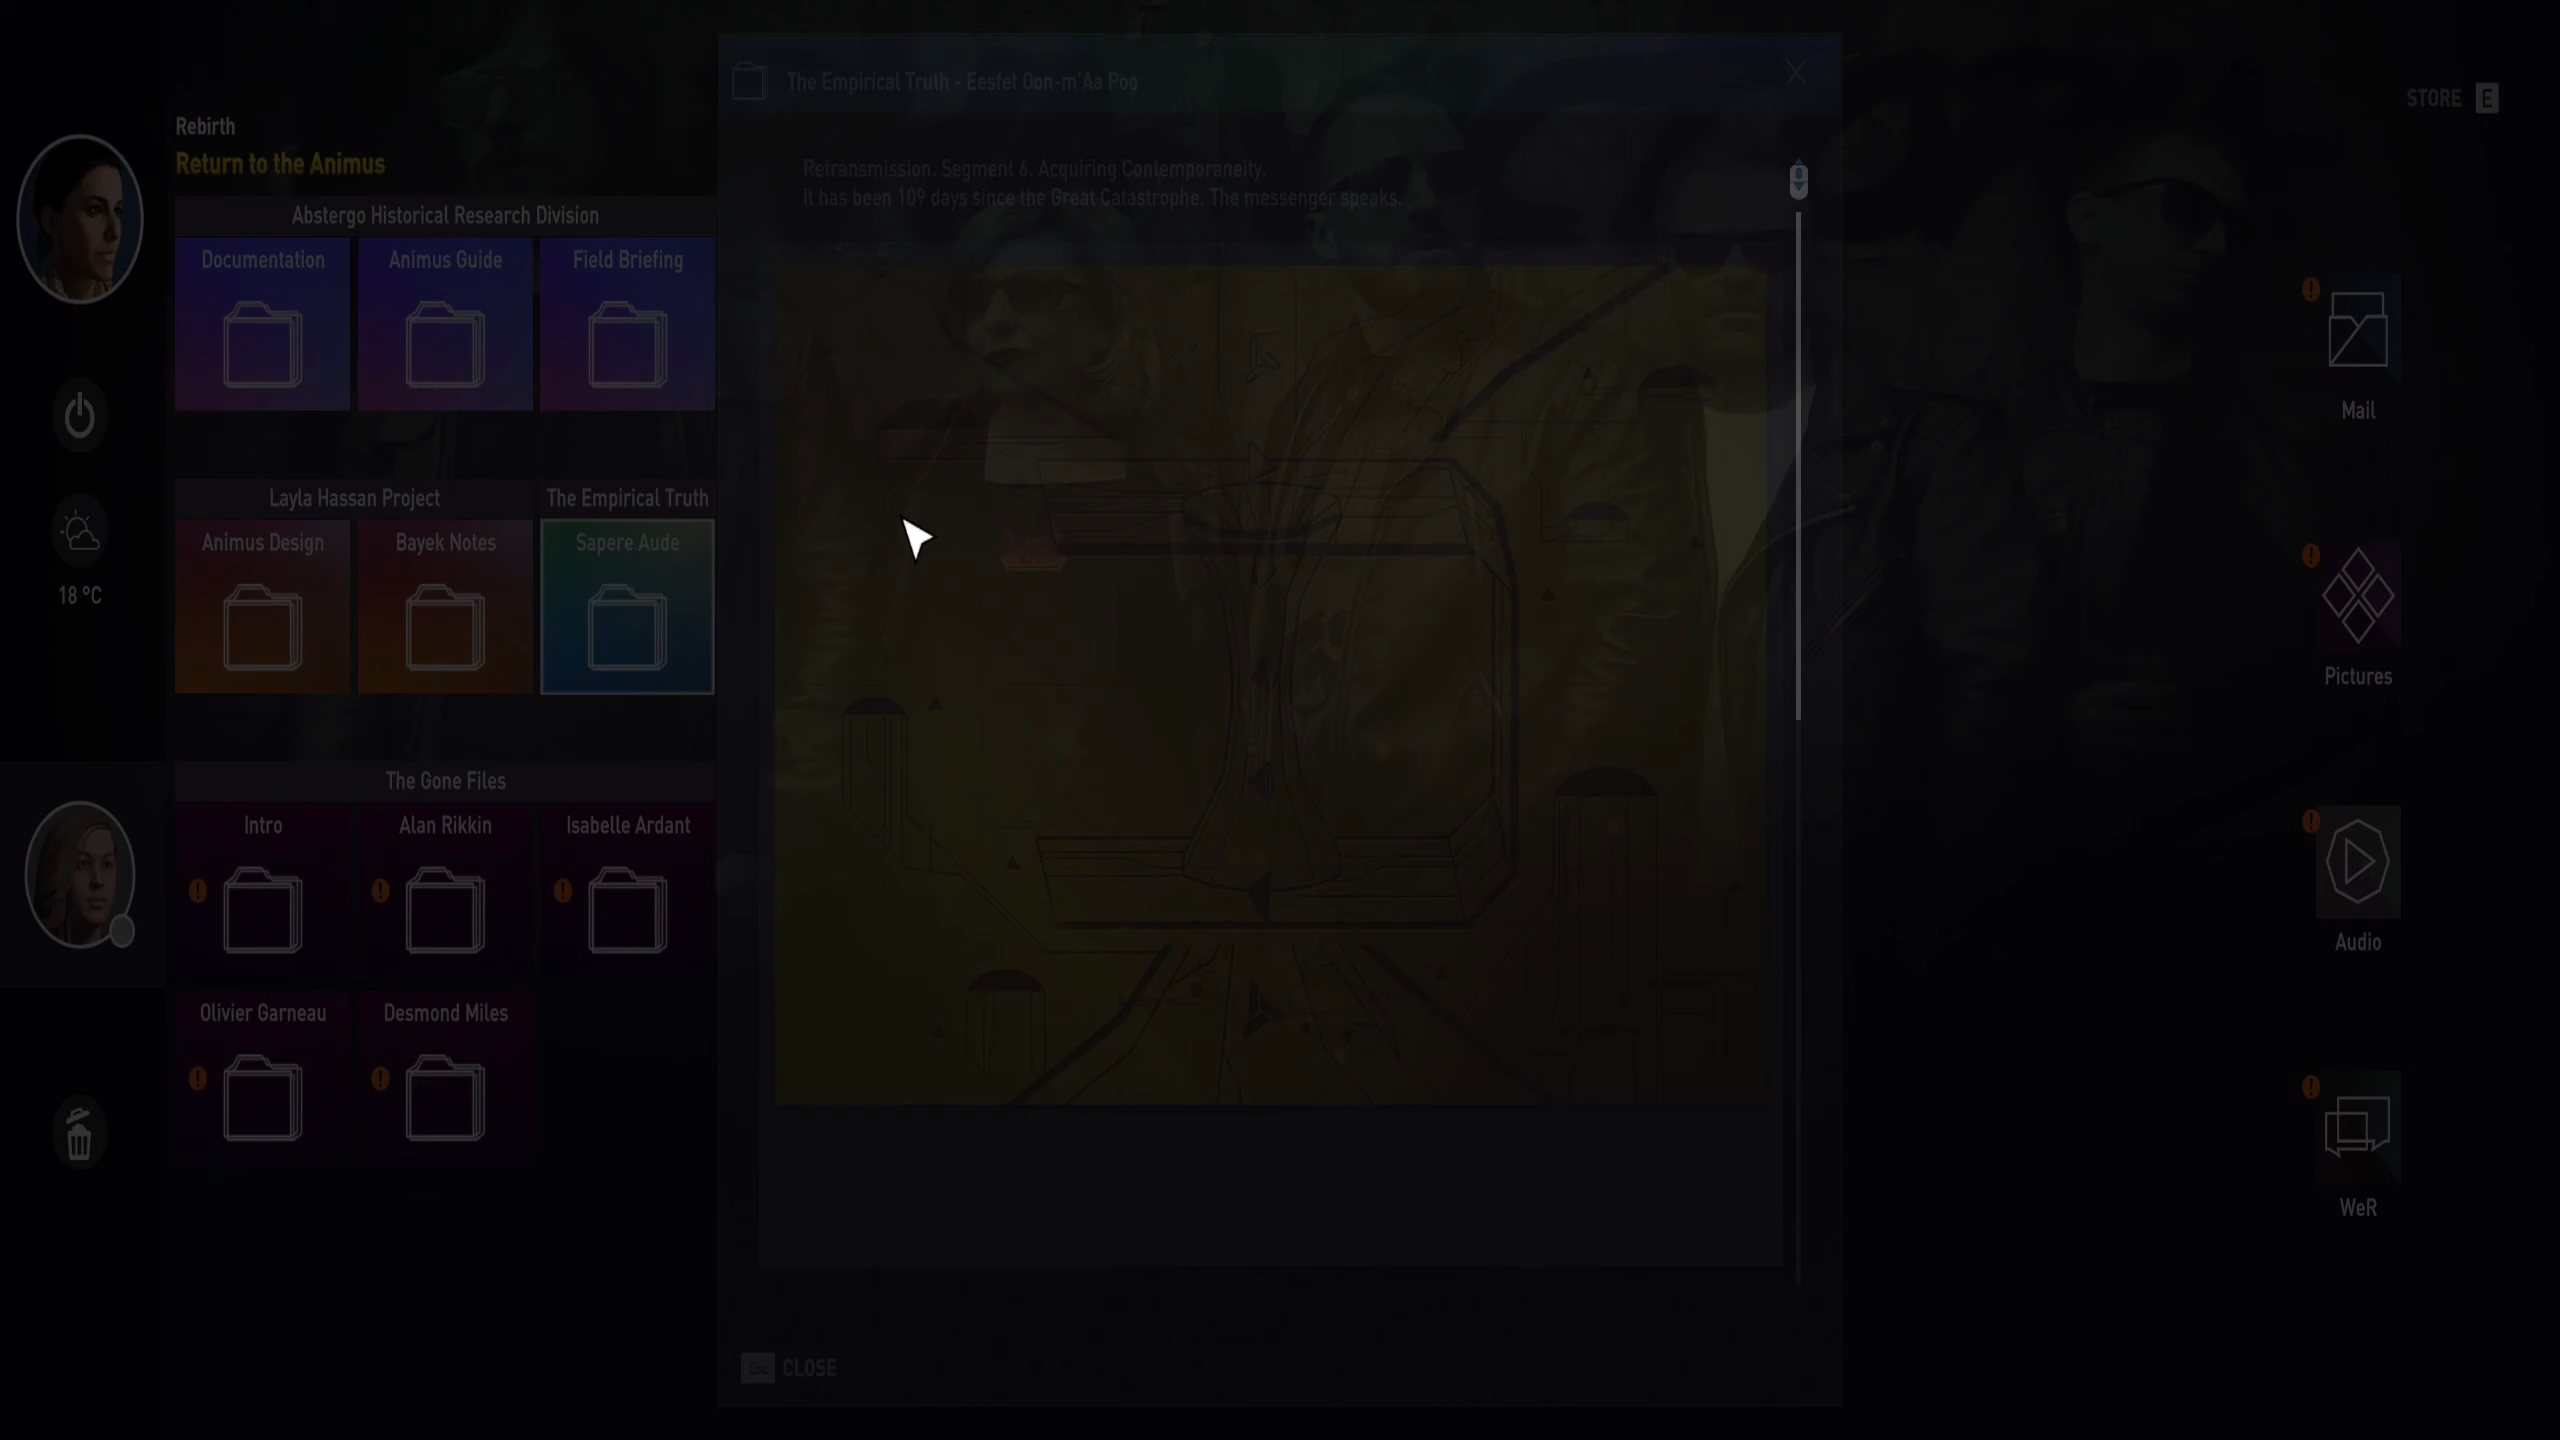 Rebirth
Return to the Animus
Abstergo Historical Research Division
Documentation
Animus Guide
Field Briefing
Layla Hassan Project
The Empirical Truth
Animus Design
Bayek Notes
Sapere Aude
18 °C
The Gone Files
Intro
Alan Rikkin
Isabelle Ardant
Olivier Garneau
Desmond Miles
The Empirical Truth - Eesfet Oon-m'Aa Poo
Retransmission. Segment 6. Acquiring Contemporaneity.
It has been 109 days since the Great Catastrophe. The messenger speaks.
Esc CLOSE
STORE E
Mail
Pictures
Audio
WeR